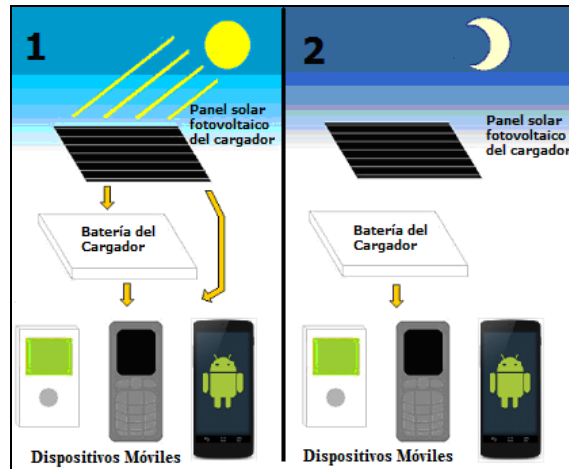 1
Panel solar
fotovoltaico
del cargador
Batería del
Cargador
Dispositivos Móviles
2
Panel solar
fotovoltaico
del cargador
Batería del
Cargador
Dispositivos Móviles